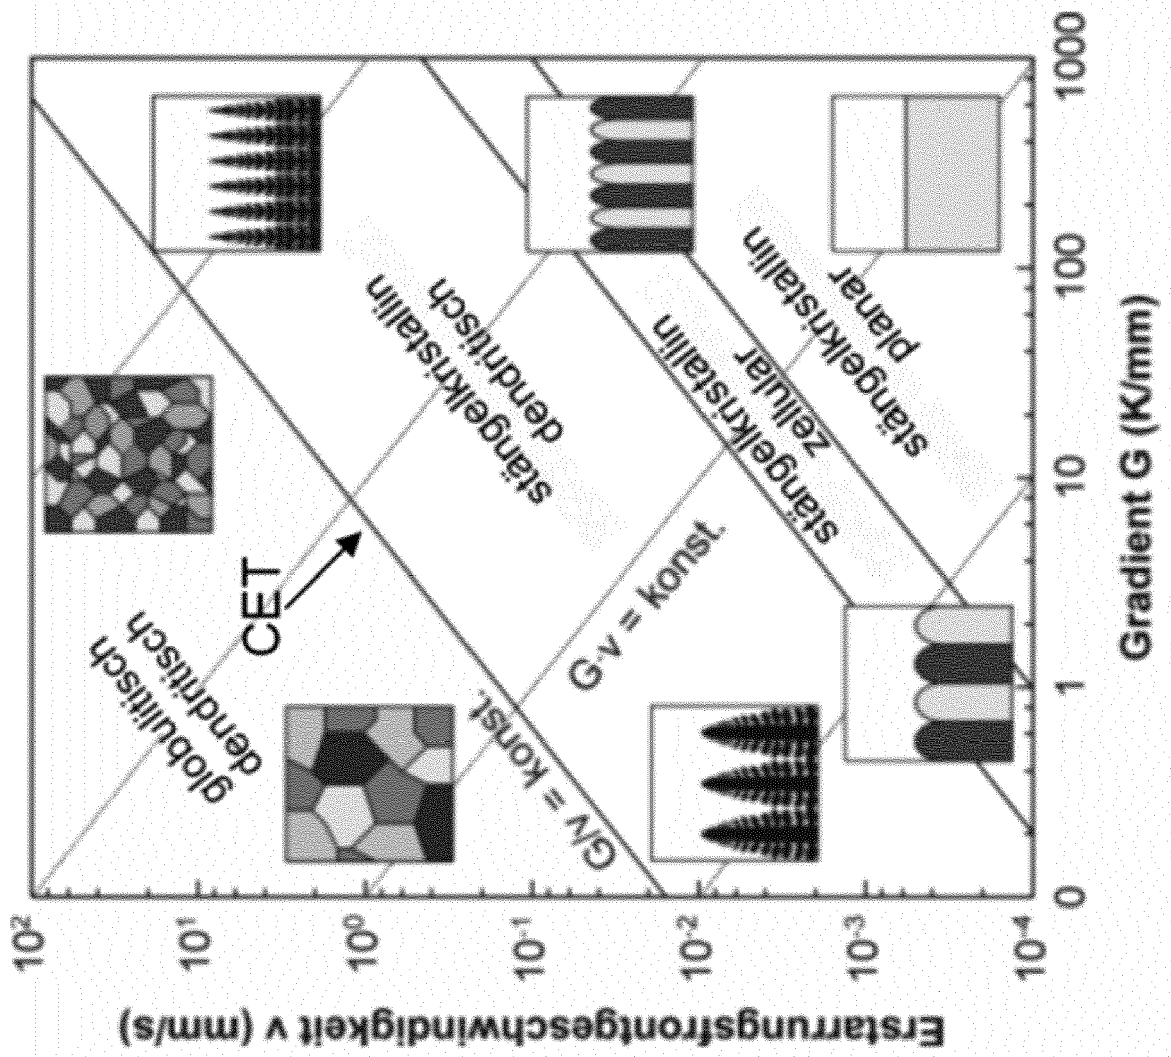 Erstarrungsfrontgeschwindigkeit v (mm/s)
10²
10¹
10⁰
10⁻¹
10⁻²
10⁻³
10⁻⁴
globulitisch
dendritisch
CET
stängelkristallin
dendritisch
G/v = konst.
G·v = konst.
stängelkristallin
zellular
stängelkristallin
planar
0
1
10
100
1000
Gradient G (K/mm)